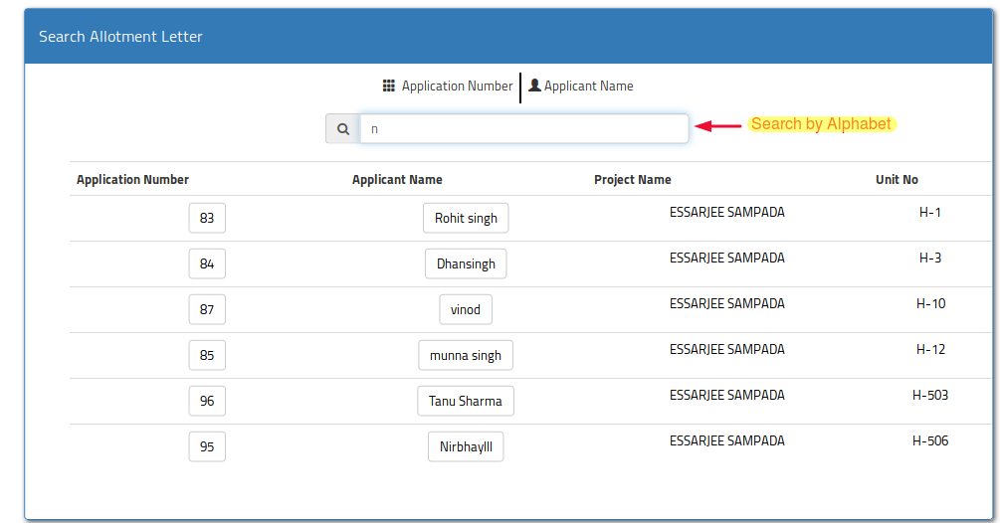 Search Allotment Letter
Application Number Applicant Name
n
Search by Alphabet
Application Number Applicant Name Project Name Unit No
83 Rohit singh ESSARJEE SAMPADA H-1
84 Dhansingh ESSARJEE SAMPADA H-3
87 vinod ESSARJEE SAMPADA H-10
85 munna singh ESSARJEE SAMPADA H-12
96 Tanu Sharma ESSARJEE SAMPADA H-503
95 Nirbhaylll ESSARJEE SAMPADA H-506